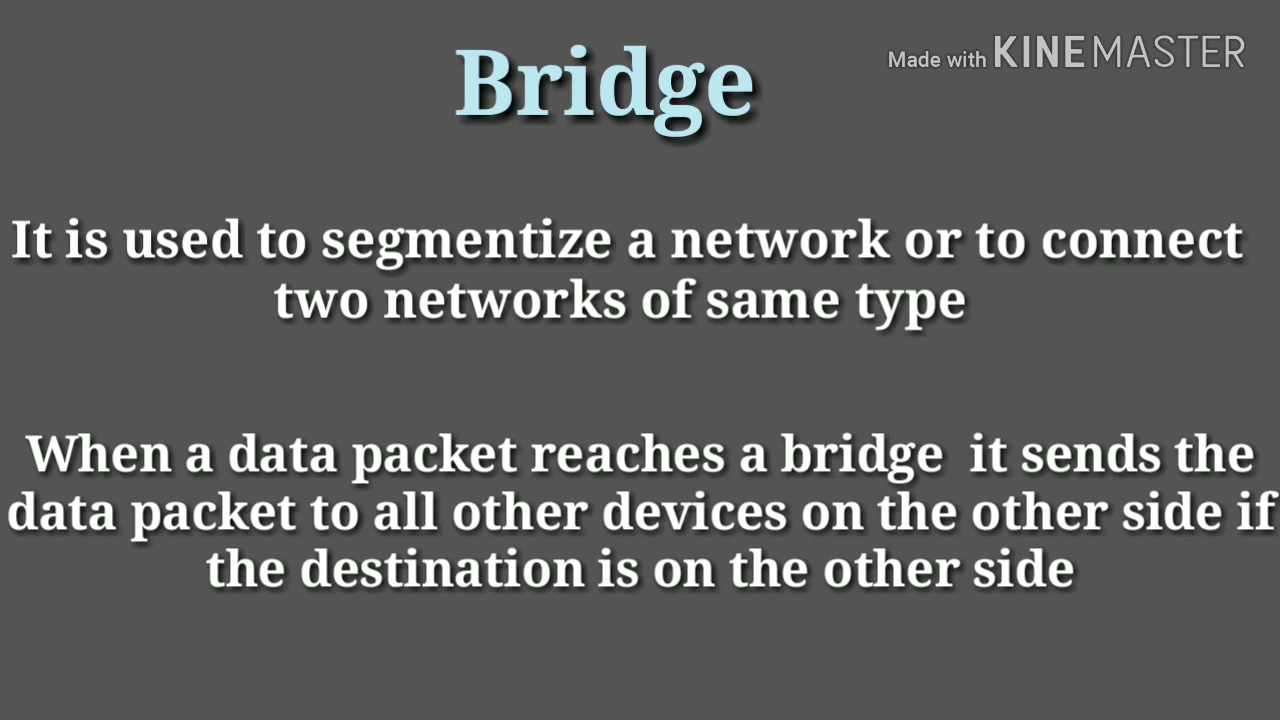 Bridge
Made with KINEMASTER
It is used to segmentize a network or to connect
two networks of same type
When a data packet reaches a bridge it sends the
data packet to all other devices on the other side if
the destination is on the other side